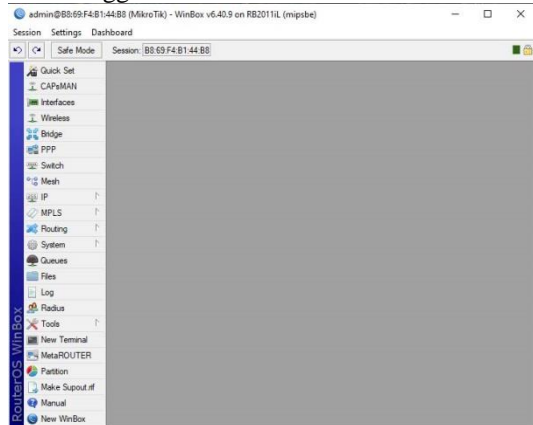 admin@B8:69:F4:B1:44:B8 (MikroTik) - WinBox v6.40.9 on RB2011iL (mipsbe)
Session Settings Dashboard
Safe Mode Session: B8:69:F4:B1:44:B8
Quick Set
CAPsMAN
Interfaces
Wireless
Bridge
PPP
Switch
Mesh
IP
MPLS
Routing
System
Queues
Files
Log
Radius
Tools
New Terminal
MetaROUTER
Partition
Make Supout.rif
Manual
New WinBox
RouterOS WinBox